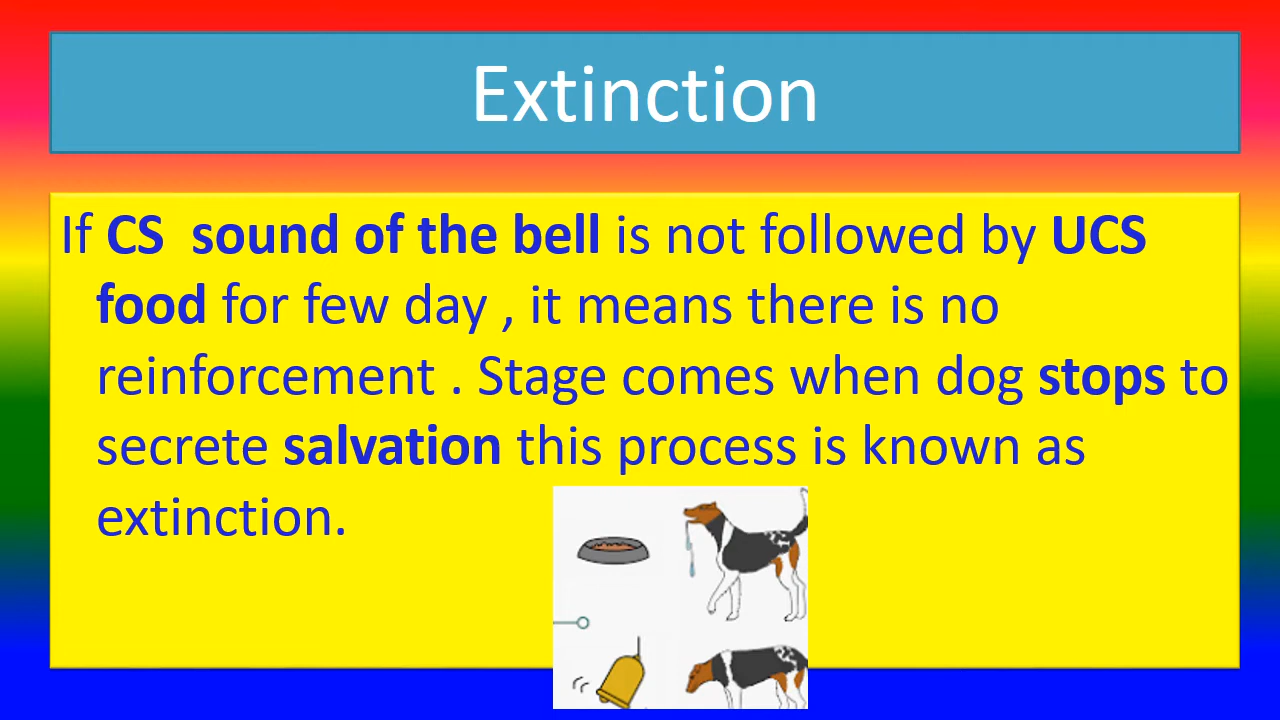 Extinction
If CS  sound of the bell is not followed by UCS
food for few day , it means there is no
reinforcement . Stage comes when dog stops to
secrete salvation this process is known as
extinction.